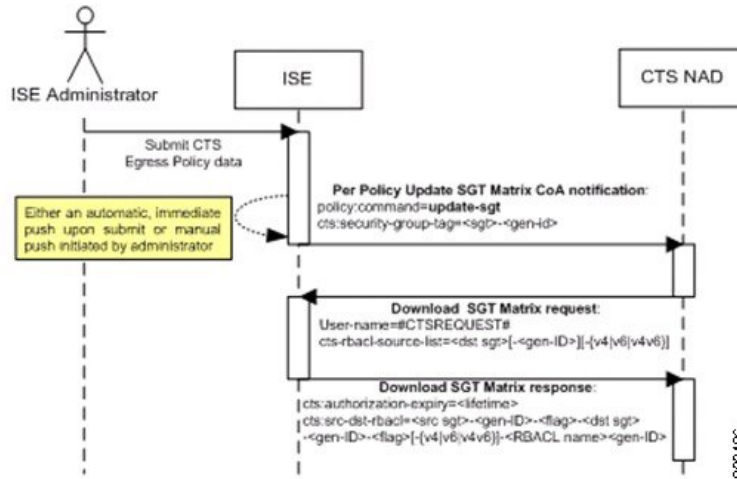 ISE
CTS NAD
ISE Administrator
Submit CTS
Egress Policy data
Per Policy Update SGT Matrix CoA notification:
policy:command=update-sgt
cts:security-group-tag=<sgt>-<gen-id>
Either an automatic, immediate
push upon submit or manual
push initiated by administrator
Download SGT Matrix request:
User-name=#CTSREQUEST#
cts-rbacl-source-list=<dst sgt>[-<gen-ID>][-{v4|v6|v4v6}]
Download SGT Matrix response:
cts:authorization-expiry=<lifetime>
cts:src-dst-rbacl=<src sgt>-<gen-ID>-<flag>-<dst sgt>
-<gen-ID>-<flag>[-{v4|v6|v4v6}]-<RBACL name><gen-ID>